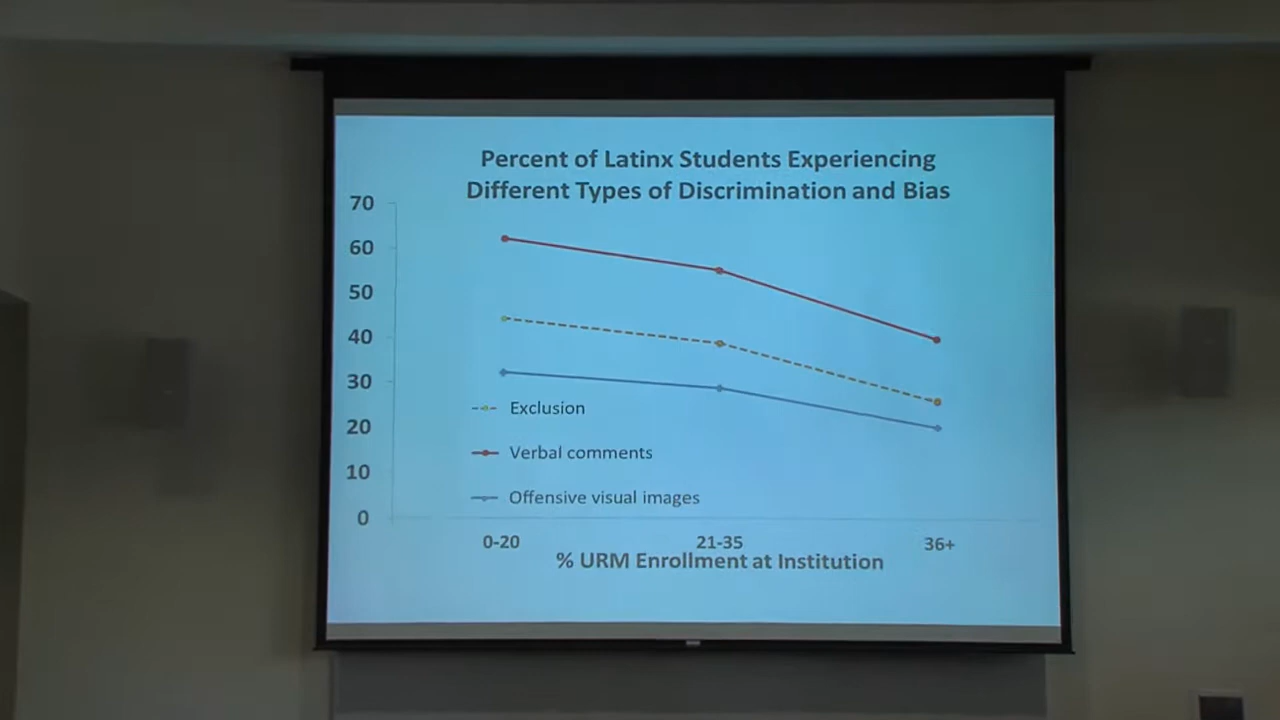 Percent of Latinx Students Experiencing
Different Types of Discrimination and Bias
70
60
50
40
30
20
10
0
Exclusion
Verbal comments
Offensive visual images
0-20
21-35
36+
% URM Enrollment at Institution